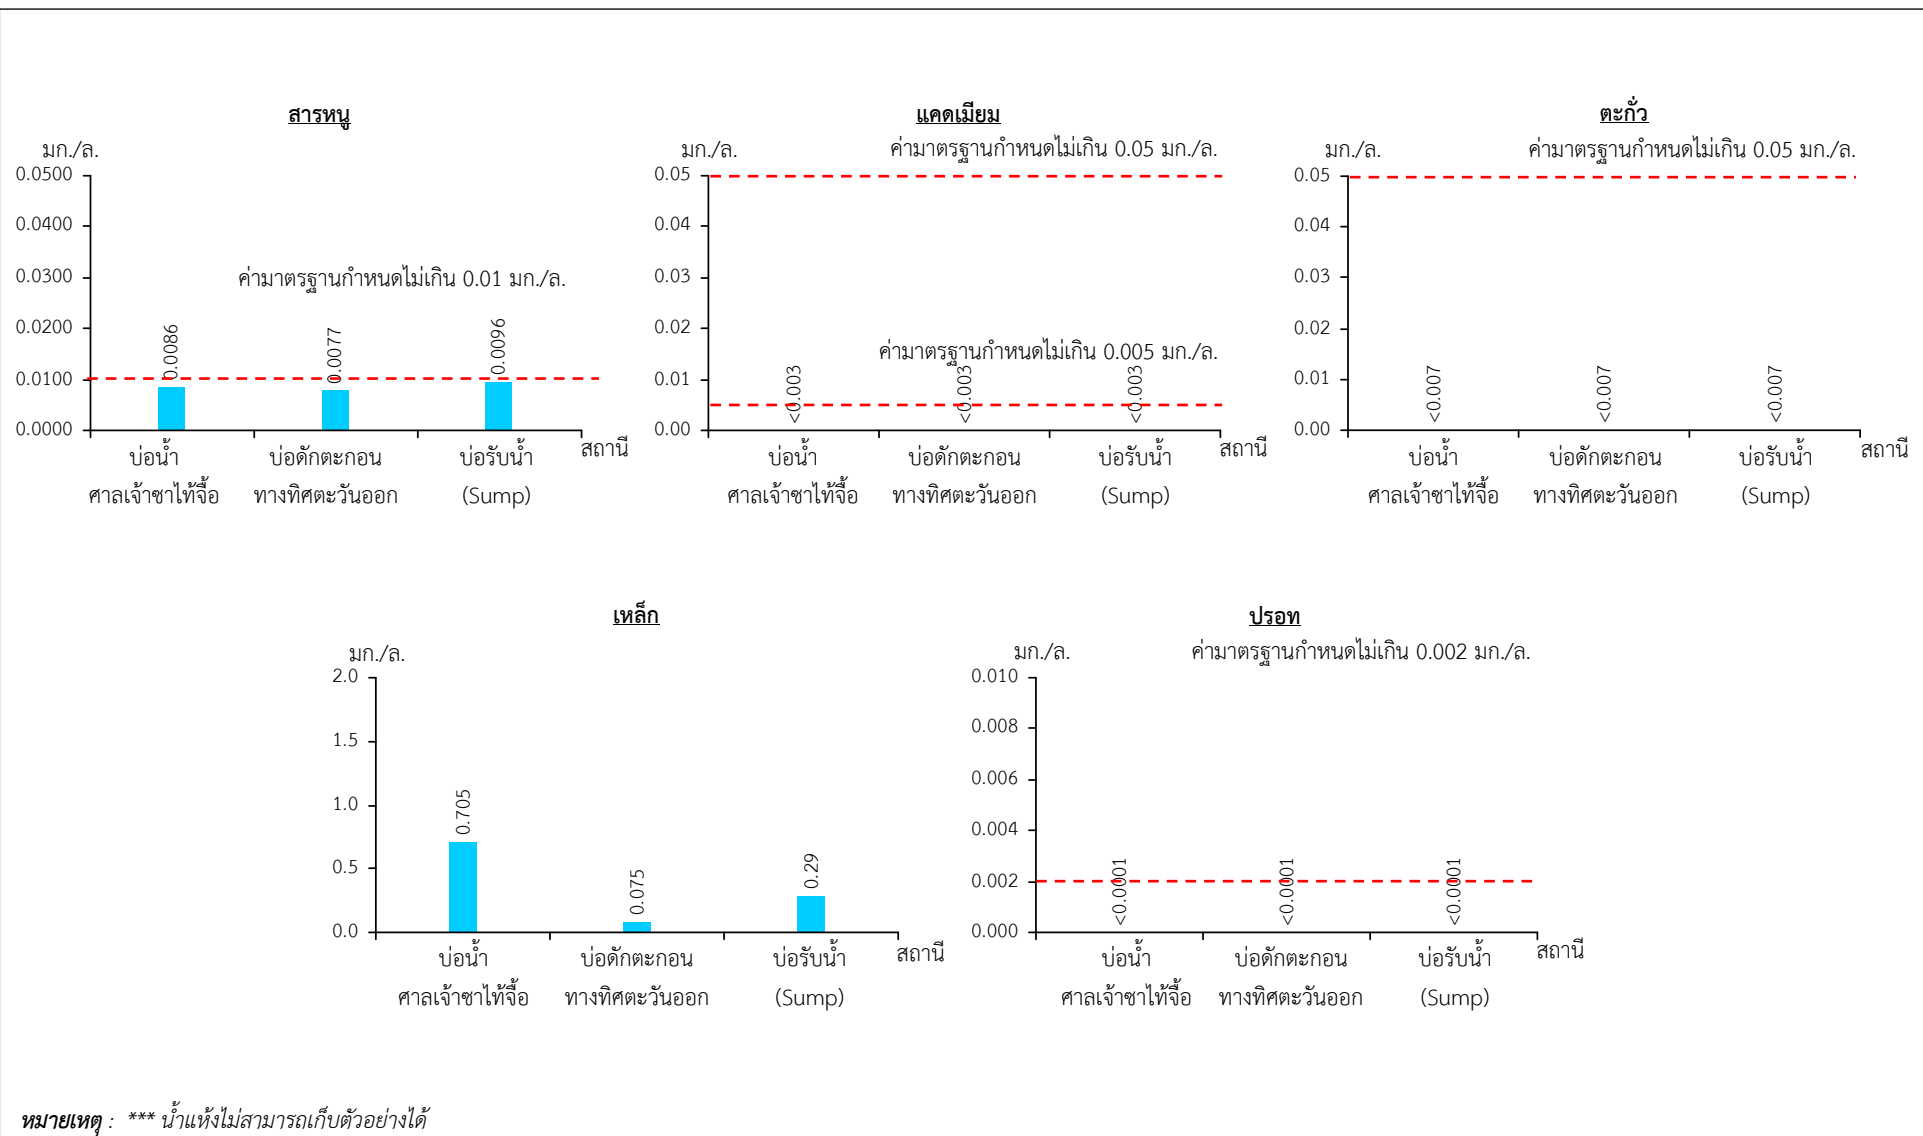 สารหนู
มก./ล.
0.0500
0.0400
0.0300
0.0200
0.0100
0.0000
ค่ามาตรฐานกำหนดไม่เกิน 0.01 มก./ล.
0.0086
0.0077
0.0096
สถานี
บ่อน้ำ บ่อดักตะกอน บ่อรับน้ำ
ศาลเจ้าซาไท้จื้อ ทางทิศตะวันออก (Sump)
แคดเมียม
มก./ล. ค่ามาตรฐานกำหนดไม่เกิน 0.05 มก./ล.
0.05
0.04
0.03
0.02
0.01
0.00
ค่ามาตรฐานกำหนดไม่เกิน 0.005 มก./ล.
<0.003
<0.003
<0.003
สถานี
บ่อน้ำ บ่อดักตะกอน บ่อรับน้ำ
ศาลเจ้าซาไท้จื้อ ทางทิศตะวันออก (Sump)
ตะกั่ว
มก./ล. ค่ามาตรฐานกำหนดไม่เกิน 0.05 มก./ล.
0.05
0.04
0.03
0.02
0.01
0.00
<0.007
<0.007
<0.007
สถานี
บ่อน้ำ บ่อดักตะกอน บ่อรับน้ำ
ศาลเจ้าซาไท้จื้อ ทางทิศตะวันออก (Sump)
เหล็ก
มก./ล.
2.0
1.5
1.0
0.5
0.0
0.705
0.075
0.29
สถานี
บ่อน้ำ บ่อดักตะกอน บ่อรับน้ำ
ศาลเจ้าซาไท้จื้อ ทางทิศตะวันออก (Sump)
ปรอท
มก./ล. ค่ามาตรฐานกำหนดไม่เกิน 0.002 มก./ล.
0.010
0.008
0.006
0.004
0.002
0.000
<0.0001
<0.0001
<0.0001
สถานี
บ่อน้ำ บ่อดักตะกอน บ่อรับน้ำ
ศาลเจ้าซาไท้จื้อ ทางทิศตะวันออก (Sump)
หมายเหตุ : *** น้ำแห้งไม่สามารถเก็บตัวอย่างได้